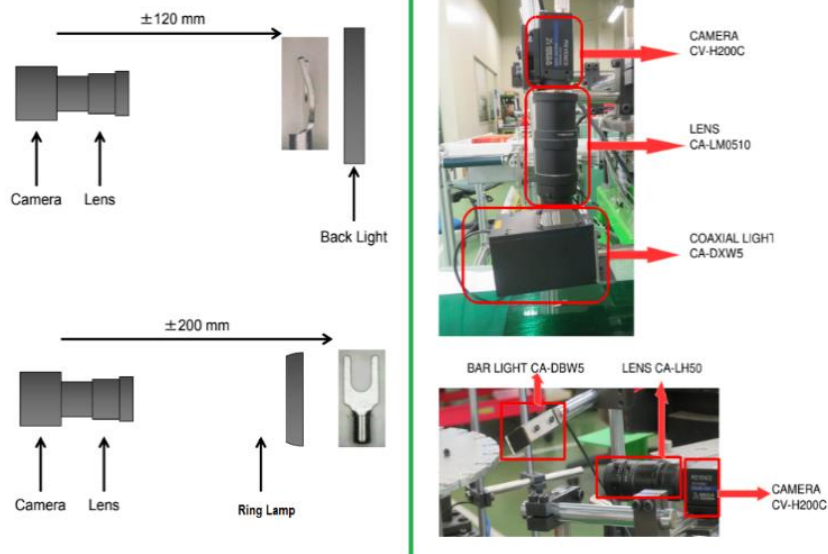 ±120 mm
Camera
Lens
Back Light
±200 mm
Camera
Lens
Ring Lamp
CAMERA
CV-H200C
LENS
CA-LM0510
COAXIAL LIGHT
CA-DXW5
BAR LIGHT CA-DBW5
LENS CA-LH50
CAMERA
CV-H200C